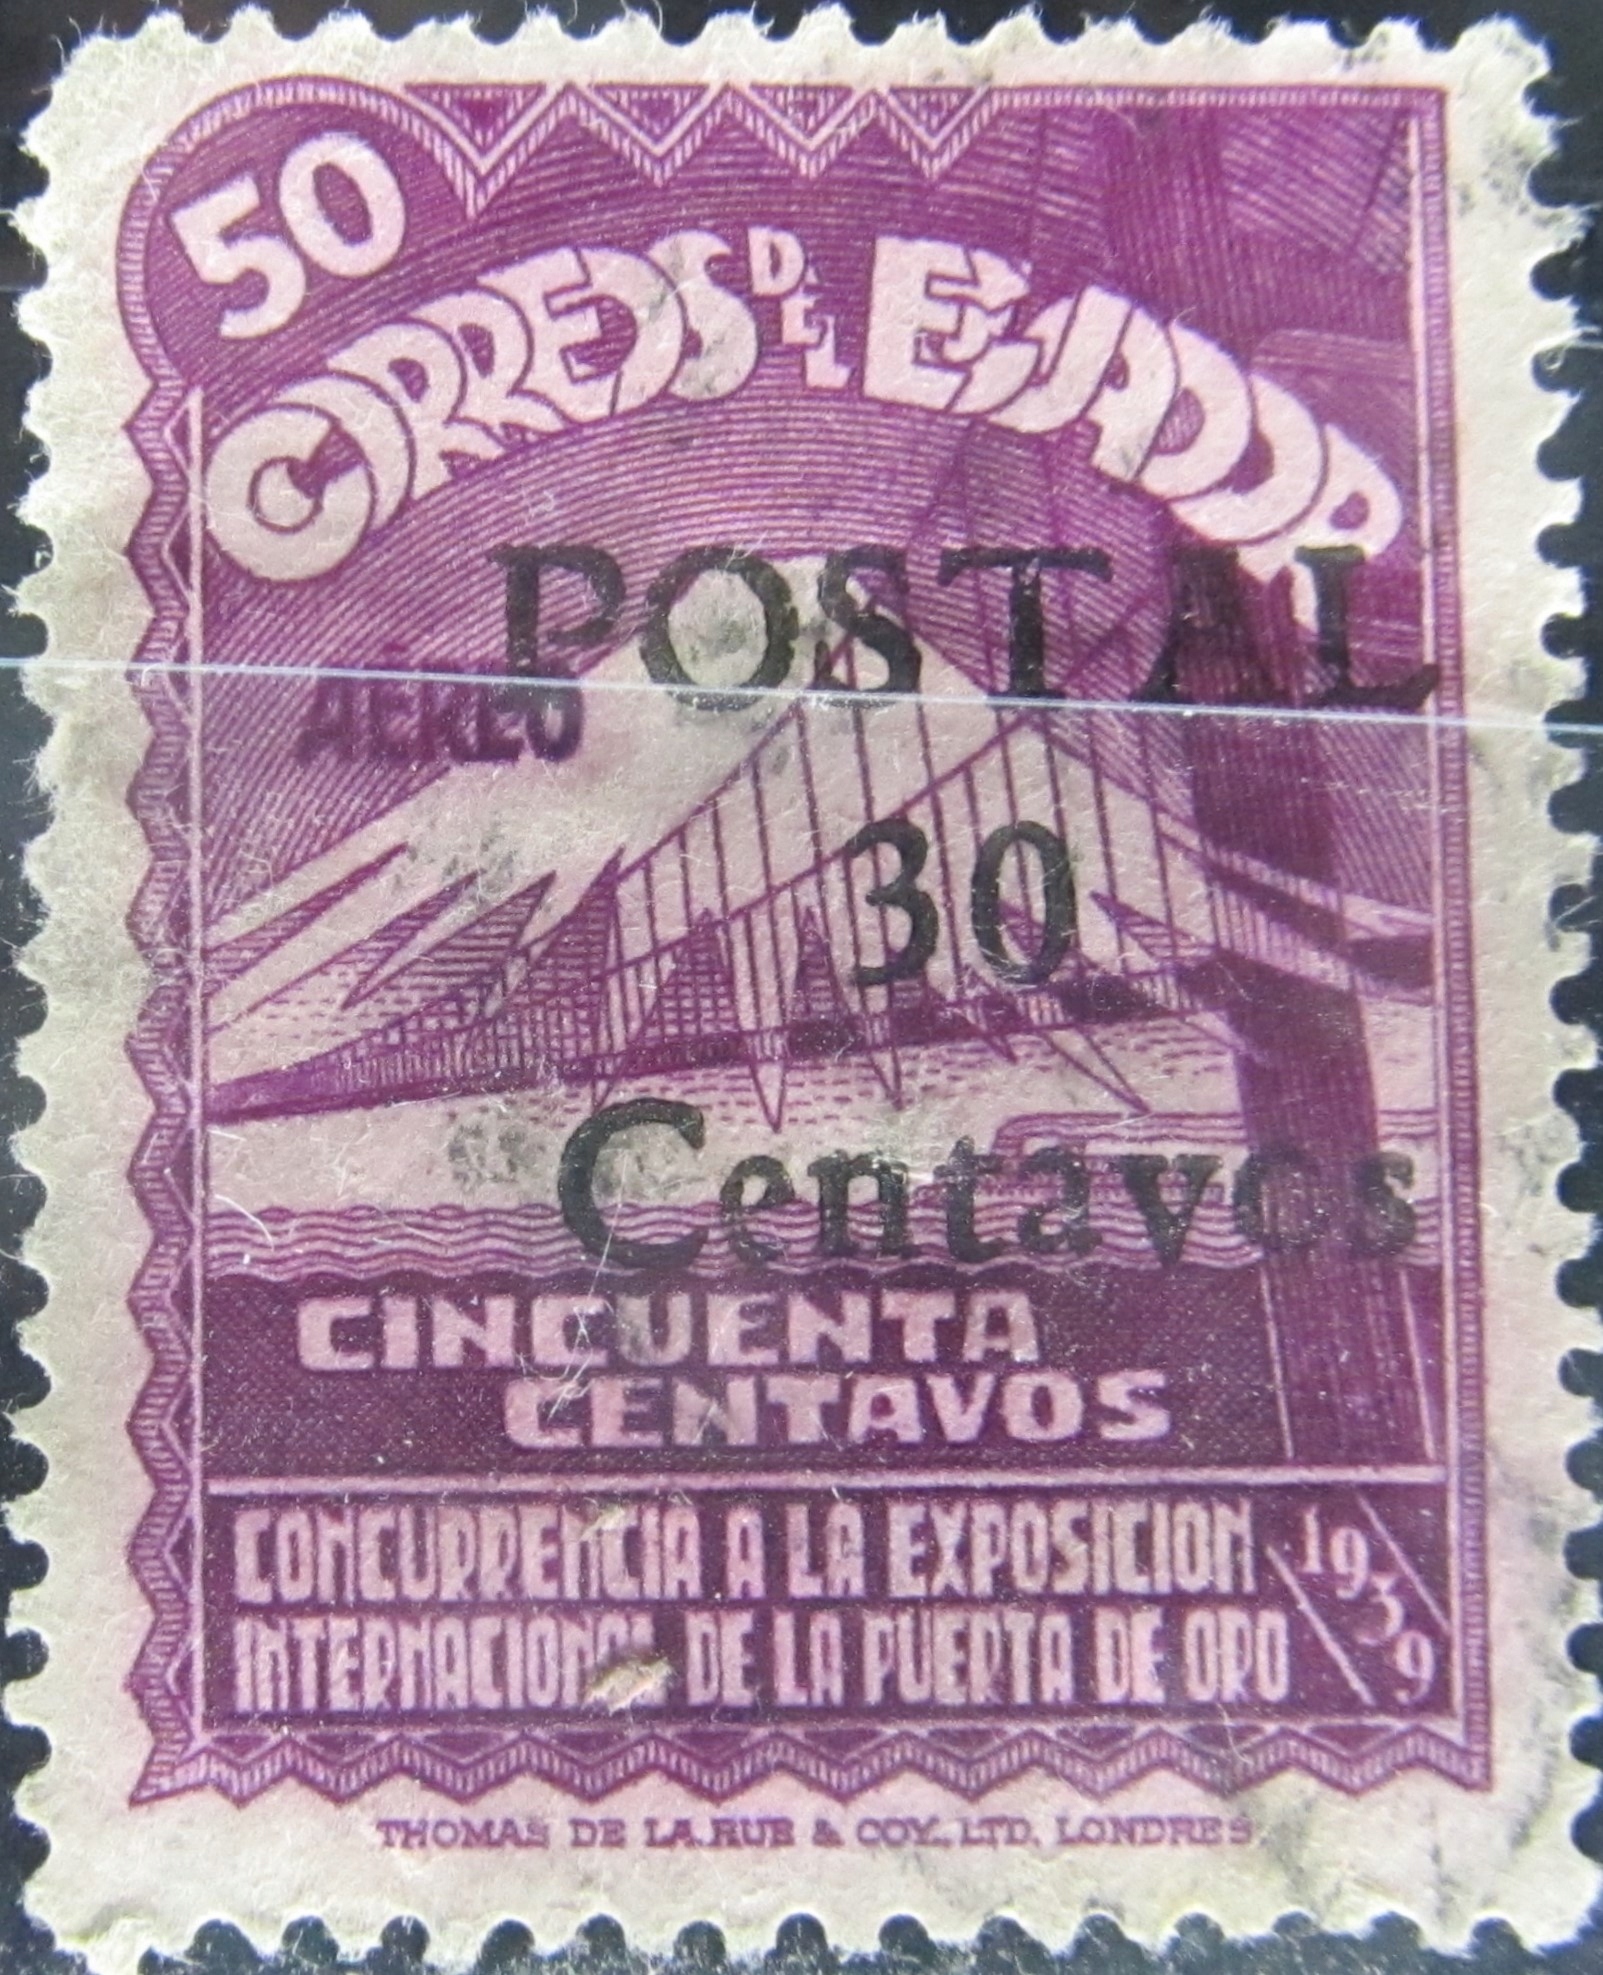 50
CORREOS DEL ECUADOR
POSTAL
AEREO
30
Centavos
CINCUENTA
CENTAVOS
CONCURRENCIA A LA EXPOSICION
INTERNACIONAL DE LA PUERTA DE ORO
1939
THOMAS DE LA RUE & COY. LTD. LONDRES.